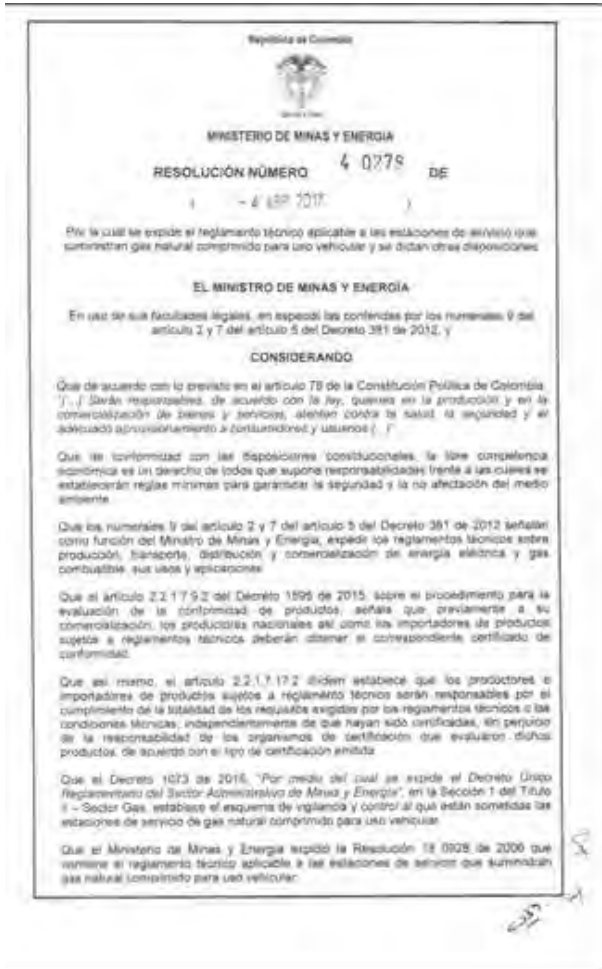 República de Colombia
Libertad y Orden
MINISTERIO DE MINAS Y ENERGÍA
RESOLUCIÓN NÚMERO 4 0278 DE
( - 4 ABR 2017 )
Por la cual se expide el reglamento técnico aplicable a las estaciones de servicio que
suministran gas natural comprimido para uso vehicular y se dictan otras disposiciones
EL MINISTRO DE MINAS Y ENERGÍA
En uso de sus facultades legales, en especial las conferidas por los numerales 9 del
artículo 2 y 7 del artículo 5 del Decreto 381 de 2012, y
CONSIDERANDO
Que de acuerdo con lo previsto en el artículo 78 de la Constitución Política de Colombia,
"(...) Serán responsables, de acuerdo con la ley, quienes en la producción y en la
comercialización de bienes y servicios, atenten contra la salud, la seguridad y el
adecuado aprovisionamiento a consumidores y usuarios (...)"
Que de conformidad con las disposiciones constitucionales, la libre competencia
económica es un derecho de todos que supone responsabilidades frente a las cuales se
establecerán reglas mínimas para garantizar la seguridad y la no afectación del medio
ambiente.
Que los numerales 9 del artículo 2 y 7 del artículo 5 del Decreto 381 de 2012 señalan
como función del Ministro de Minas y Energía, expedir los reglamentos técnicos sobre
producción, transporte, distribución y comercialización de energía eléctrica y gas
combustible, sus usos y aplicaciones.
Que el artículo 2.2.1.7.9.2 del Decreto 1595 de 2015, sobre el procedimiento para la
evaluación de la conformidad de productos, señala que previamente a su
comercialización, los productores nacionales así como los importadores de productos
sujetos a reglamentos técnicos deberán obtener el correspondiente certificado de
conformidad.
Que así mismo, el artículo 2.2.1.7.17.2 ibídem establece que los productores e
importadores de productos sujetos a reglamento técnico serán responsables por el
cumplimiento de la totalidad de los requisitos exigidos por los reglamentos técnicos o las
condiciones técnicas, independientemente de que hayan sido certificadas, sin perjuicio
de la responsabilidad de los organismos de certificación que evaluaron dichos
productos, de acuerdo con el tipo de certificación emitida.
Que el Decreto 1073 de 2015, "Por medio del cual se expide el Decreto Único
Reglamentario del Sector Administrativo de Minas y Energía", en la Sección 1 del Título
II – Sector Gas, establece el esquema de vigilancia y control al que están sometidas las
estaciones de servicio de gas natural comprimido para uso vehicular.
Que el Ministerio de Minas y Energía expidió la Resolución 18 0928 de 2006 que
contiene el reglamento técnico aplicable a las estaciones de servicio que suministran
gas natural comprimido para uso vehicular.